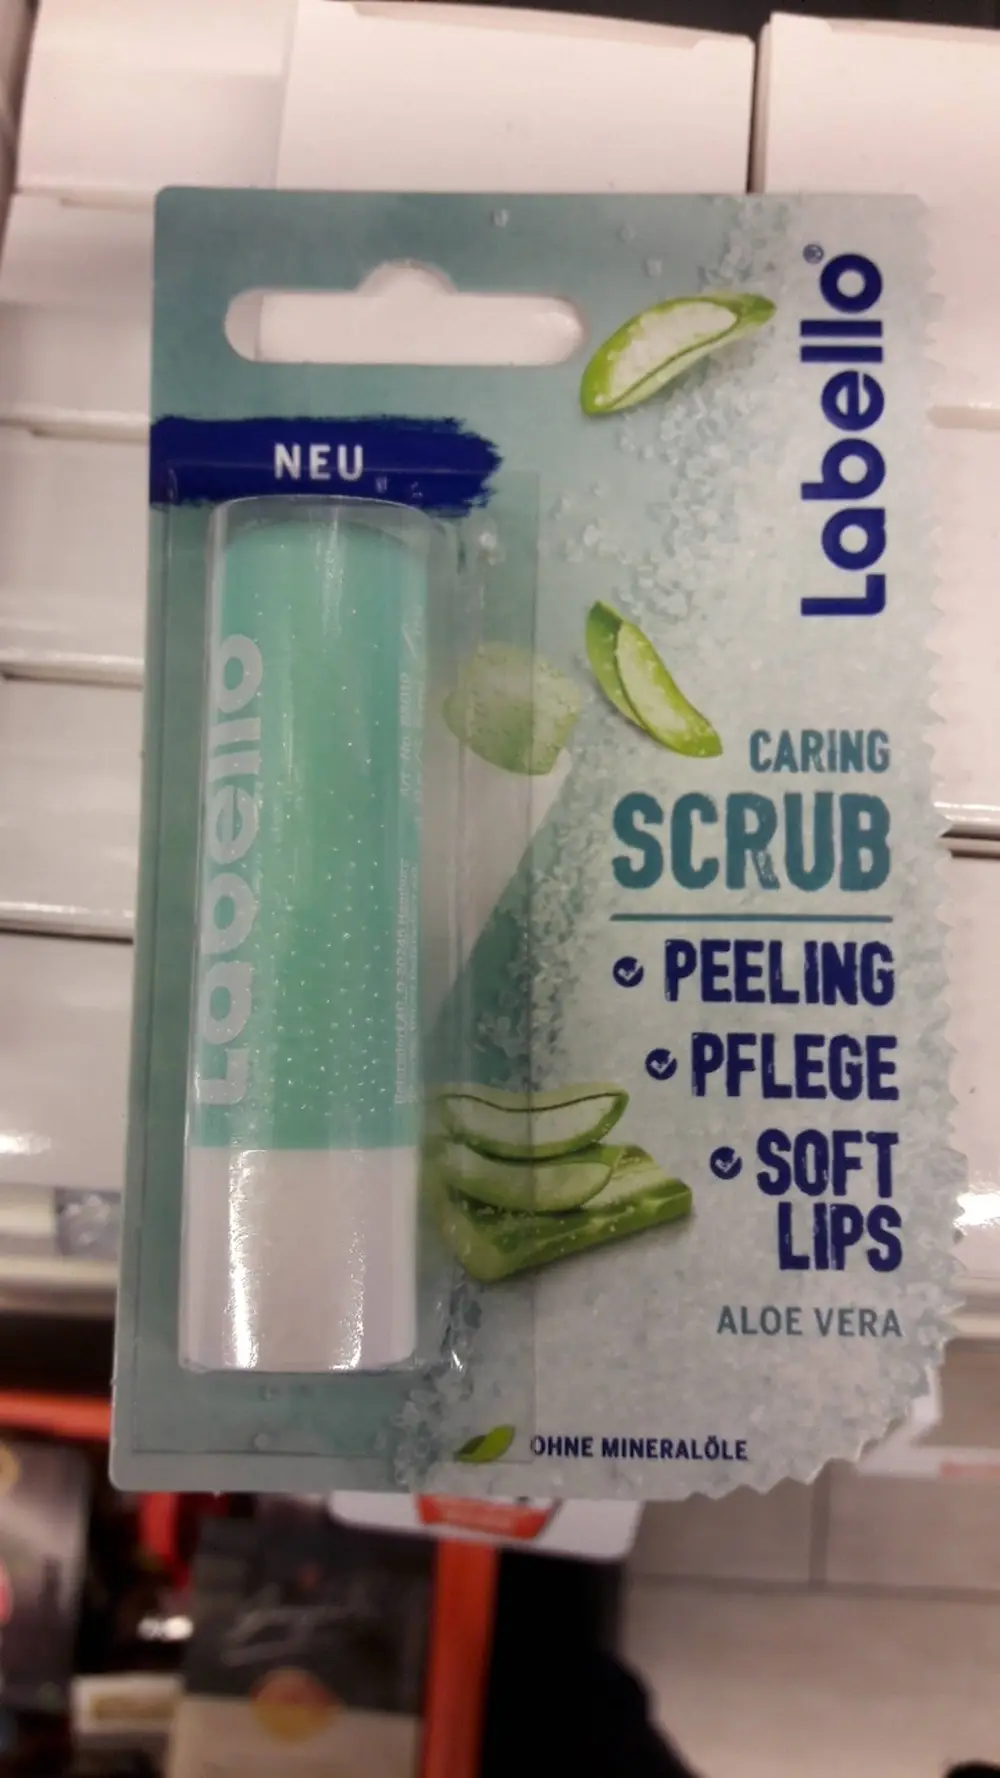 NEU
Labello®
Labello
CARING
SCRUB
PEELING
PFLEGE
SOFT
LIPS
ALOE VERA
OHNE MINERALÖLE